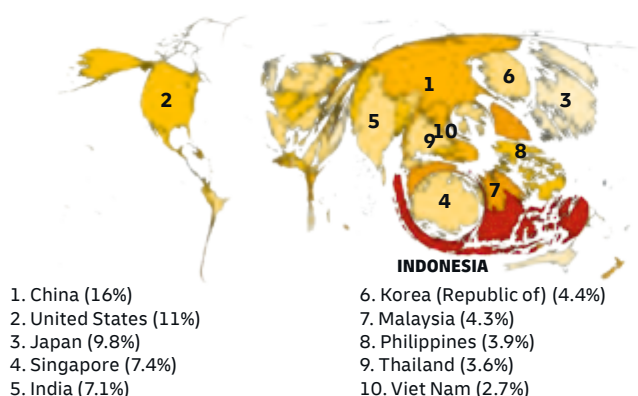 1
2
3
4
5
6
7
8
9
10
INDONESIA
1. China (16%)
2. United States (11%)
3. Japan (9.8%)
4. Singapore (7.4%)
5. India (7.1%)
6. Korea (Republic of) (4.4%)
7. Malaysia (4.3%)
8. Philippines (3.9%)
9. Thailand (3.6%)
10. Viet Nam (2.7%)